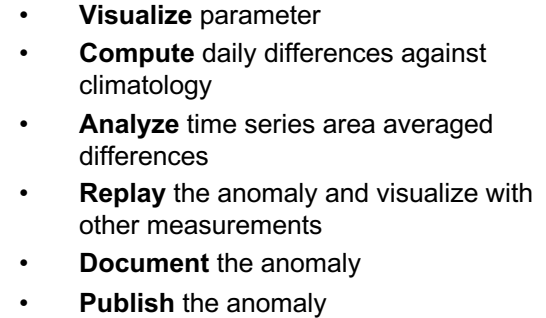 • Visualize parameter
• Compute daily differences against
climatology
• Analyze time series area averaged
differences
• Replay the anomaly and visualize with
other measurements
• Document the anomaly
• Publish the anomaly